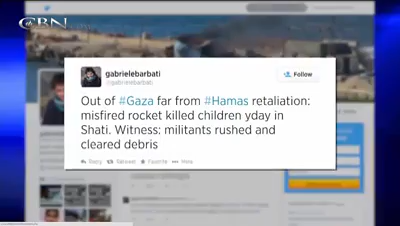 CBN
NEWS
gabrielebarbati
@gabrielebarbati
Follow
Out of #Gaza far from #Hamas retaliation:
misfired rocket killed children yday in
Shati. Witness: militants rushed and
cleared debris
Reply Retweet Favorite More